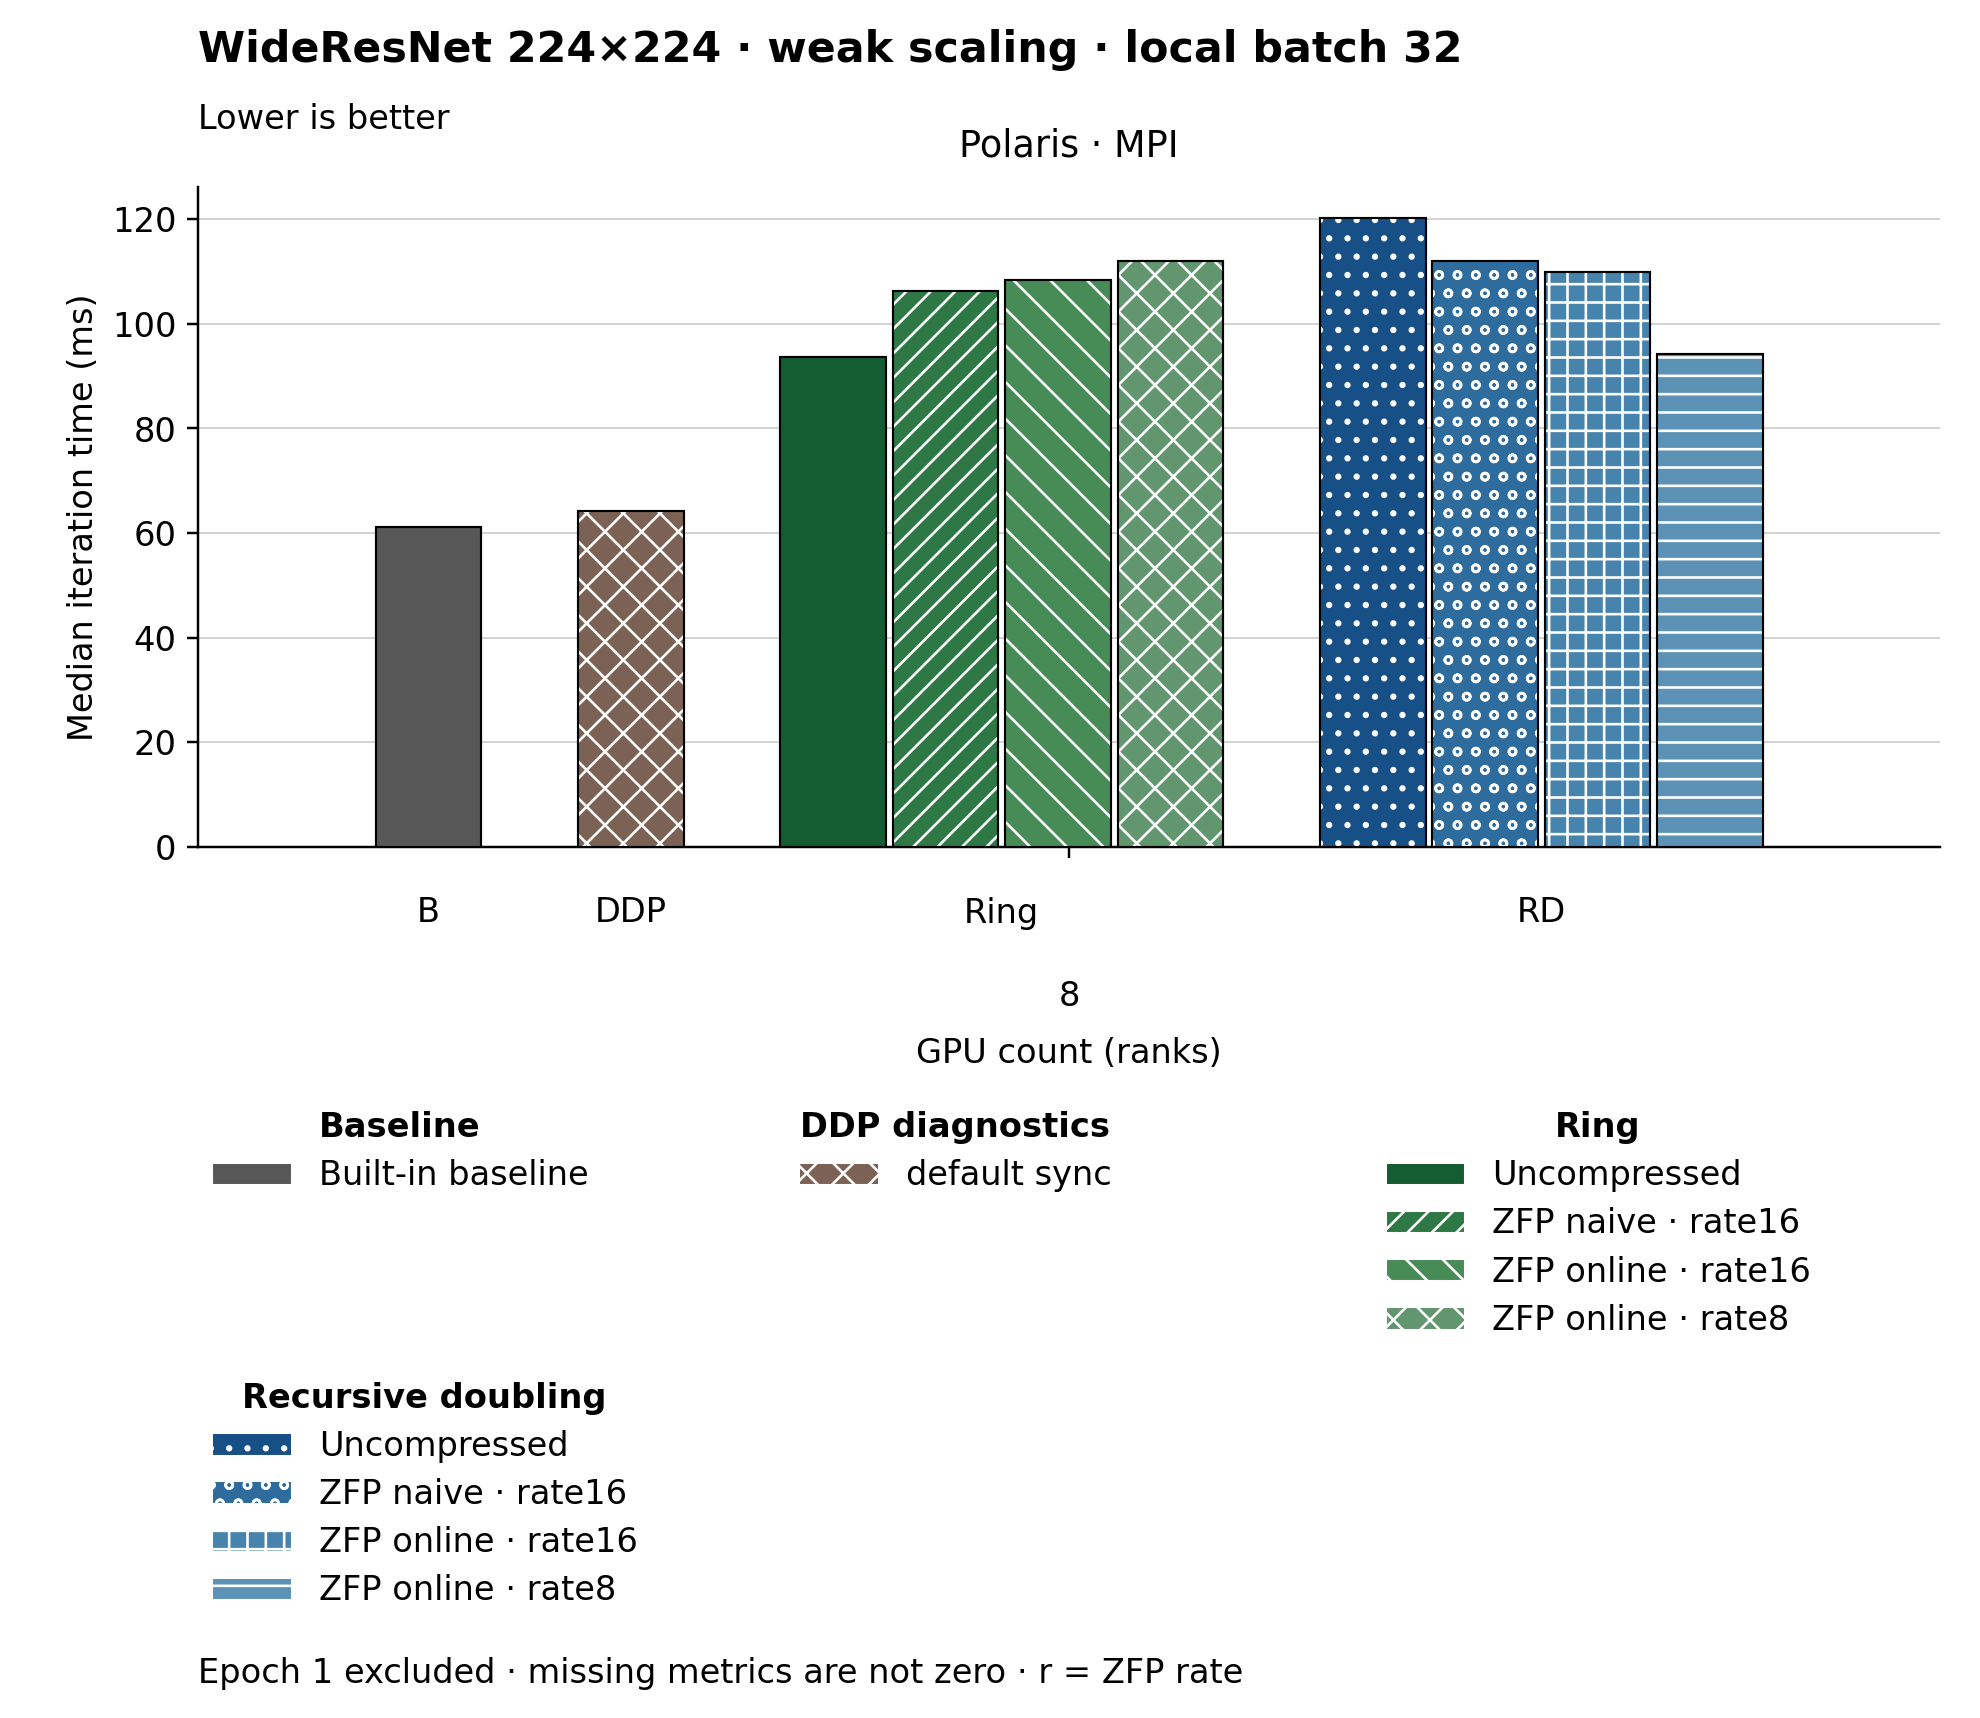 WideResNet 224×224 · weak scaling · local batch 32
Lower is better
Polaris · MPI
Median iteration time (ms)
120
100
80
60
40
20
0
B DDP Ring RD
8
GPU count (ranks)
Baseline
Built-in baseline
DDP diagnostics
default sync
Ring
Uncompressed
ZFP naive · rate16
ZFP online · rate16
ZFP online · rate8
Recursive doubling
Uncompressed
ZFP naive · rate16
ZFP online · rate16
ZFP online · rate8
Epoch 1 excluded · missing metrics are not zero · r = ZFP rate